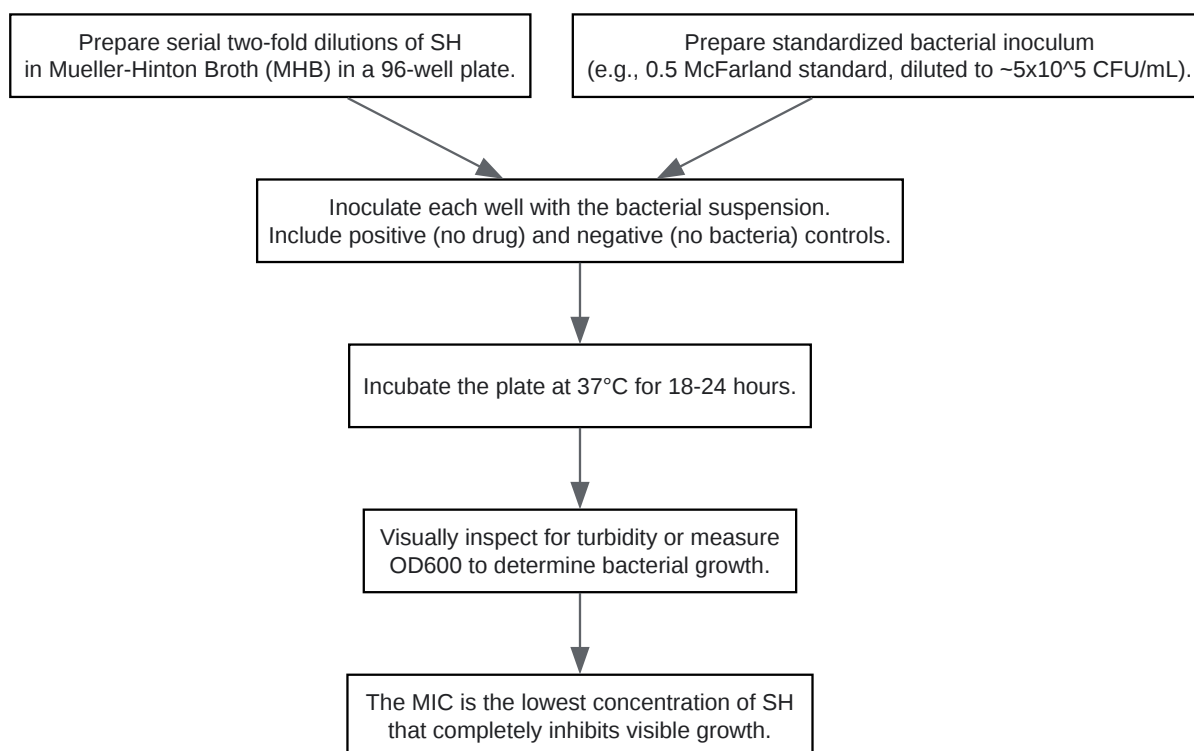 Prepare serial two-fold dilutions of SH
in Mueller-Hinton Broth (MHB) in a 96-well plate.
Prepare standardized bacterial inoculum
(e.g., 0.5 McFarland standard, diluted to ~5x10^5 CFU/mL).
Inoculate each well with the bacterial suspension.
Include positive (no drug) and negative (no bacteria) controls.
Incubate the plate at 37°C for 18-24 hours.
Visually inspect for turbidity or measure
OD600 to determine bacterial growth.
The MIC is the lowest concentration of SH
that completely inhibits visible growth.